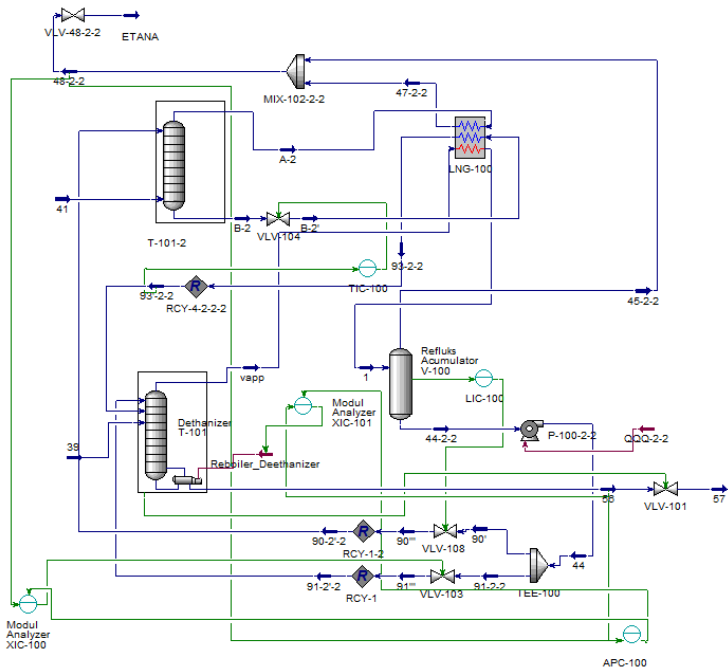 VLV-48-2-2
ETANA
48-2-2
MIX-102-2-2
47-2-2
A-2
LNG-100
41
B-2
VLV-104
B-2'
T-101-2
93-2-2
TIC-100
93'-2-2
RCY-4-2-2-2
45-2-2
vapp
1
Refluks
Acumulator
V-100
LIC-100
Modul
Analyzer
XIC-101
Dethanizer
T-101
39
Reboiler_Deethanizer
44-2-2
P-100-2-2
QQQ-2-2
56
VLV-101
57
90-2'-2
RCY-1-2
90'''
VLV-108
90'
44
TEE-100
91-2'-2
RCY-1
91'''
VLV-103
91-2-2
Modul
Analyzer
XIC-100
APC-100